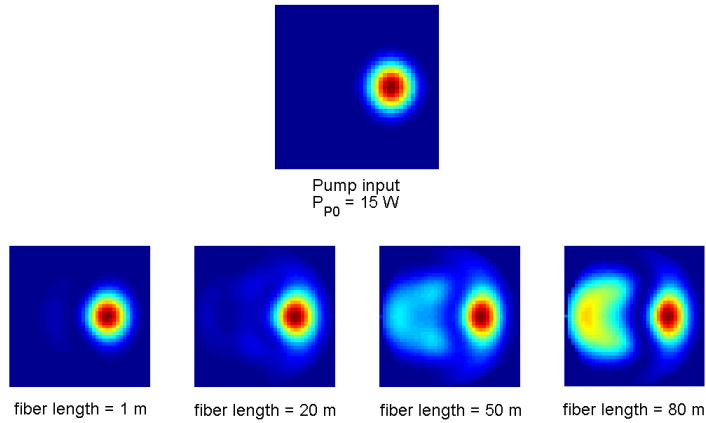 Pump input
P_P0 = 15 W
fiber length = 1 m
fiber length = 20 m
fiber length = 50 m
fiber length = 80 m